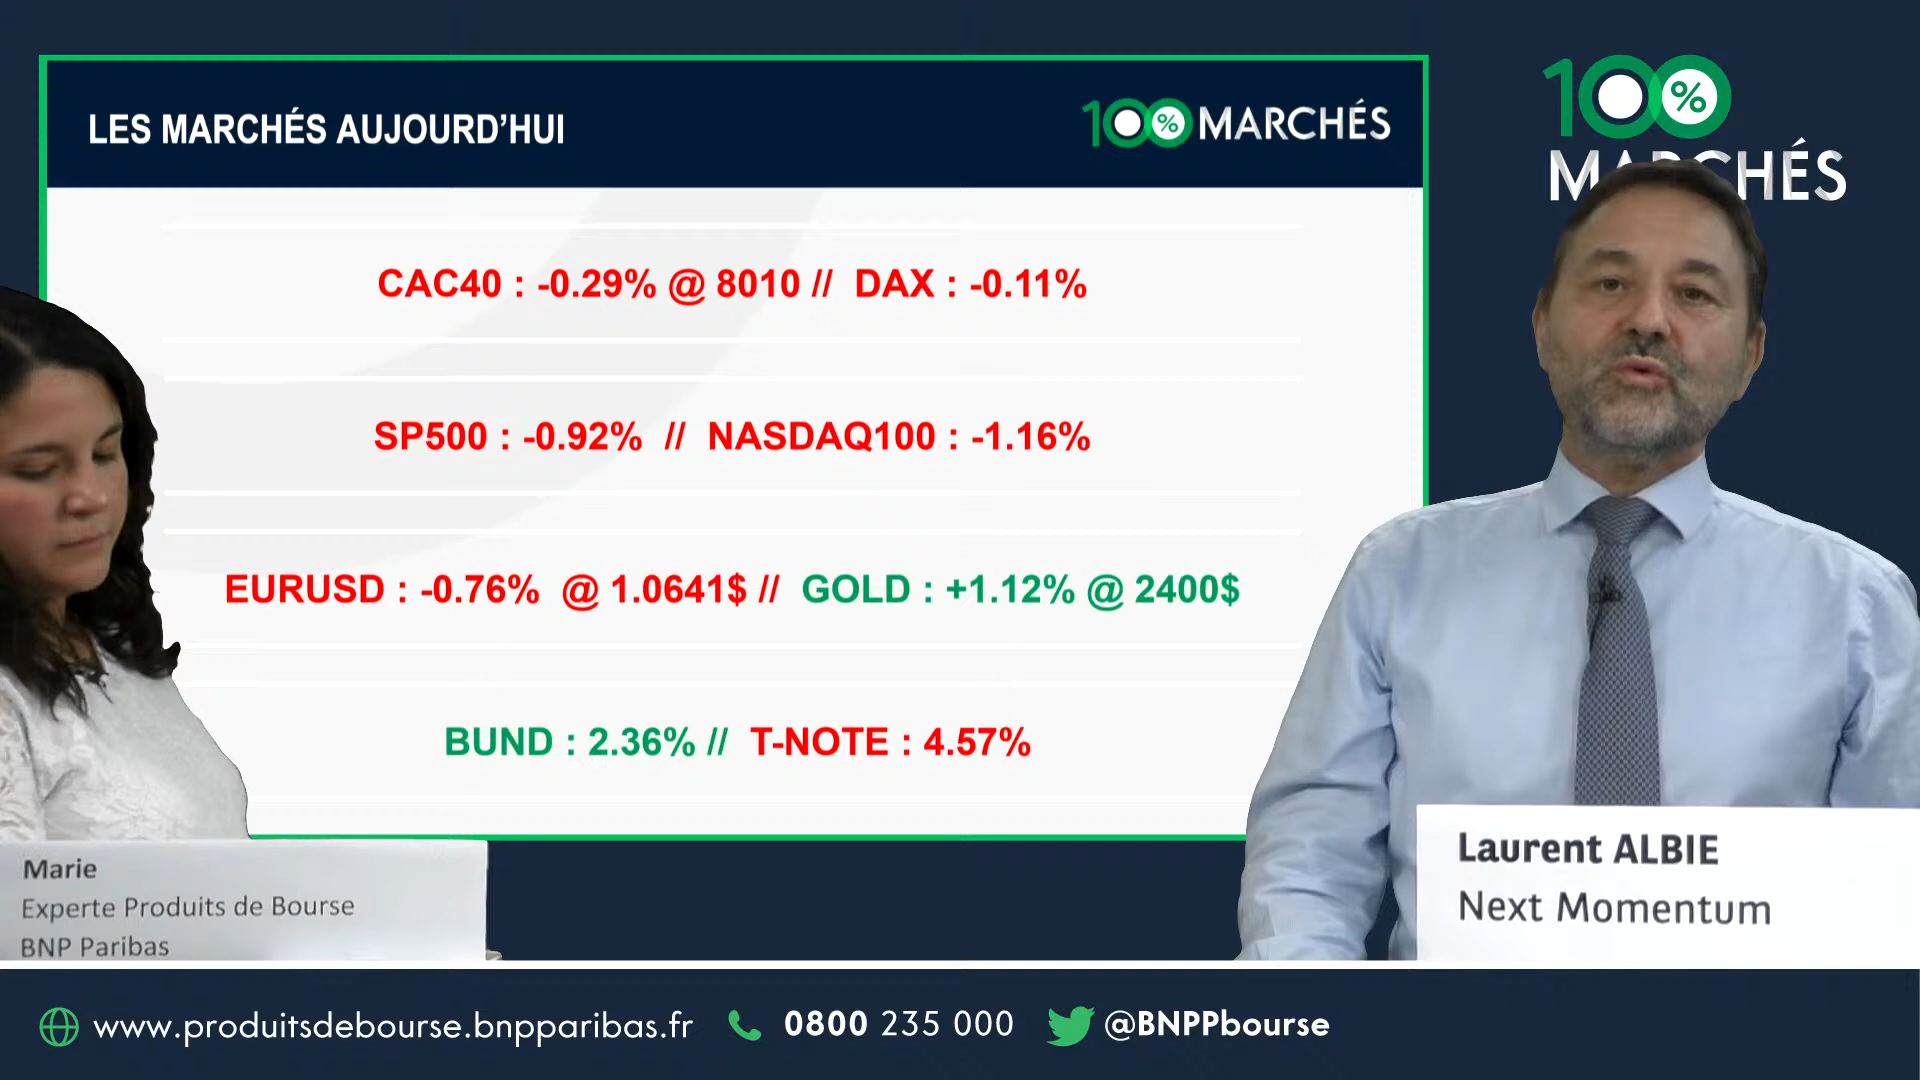 LES MARCHÉS AUJOURD’HUI
100% MARCHÉS
100%
MARCHÉS
CAC40 : -0.29% @ 8010 // DAX : -0.11%
SP500 : -0.92% // NASDAQ100 : -1.16%
EURUSD : -0.76% @ 1.0641$ // GOLD : +1.12% @ 2400$
BUND : 2.36% // T-NOTE : 4.57%
Marie
Experte Produits de Bourse
BNP Paribas
Laurent ALBIE
Next Momentum
www.produitsdebourse.bnpparibas.fr
0800 235 000
@BNPPbourse